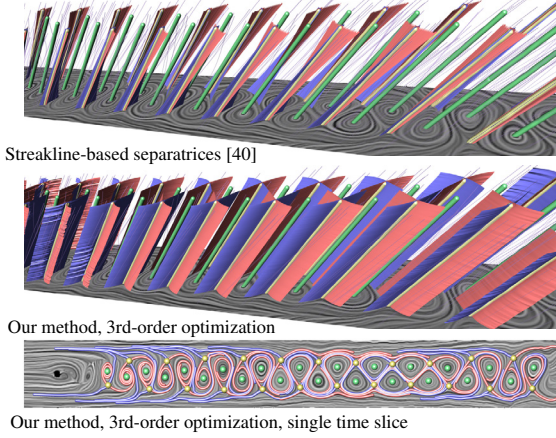 Streakline-based separatrices [40]
Our method, 3rd-order optimization
Our method, 3rd-order optimization, single time slice